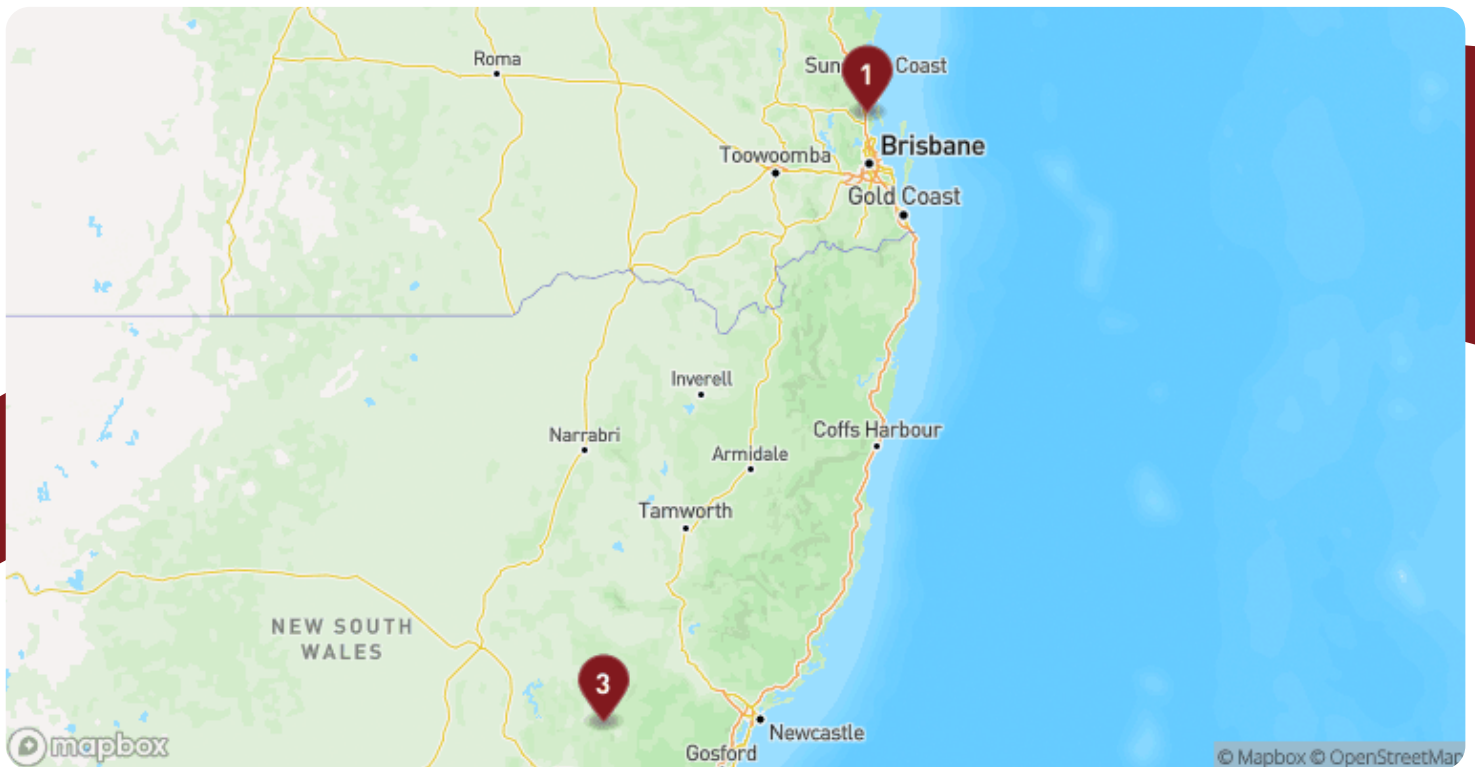 Roma
Sun Coast
1
Brisbane
Toowoomba
Gold Coast
Inverell
Coffs Harbour
Narrabri
Armidale
Tamworth
NEW SOUTH
WALES
3
Newcastle
Gosford
mapbox
© Mapbox © OpenStreetMap